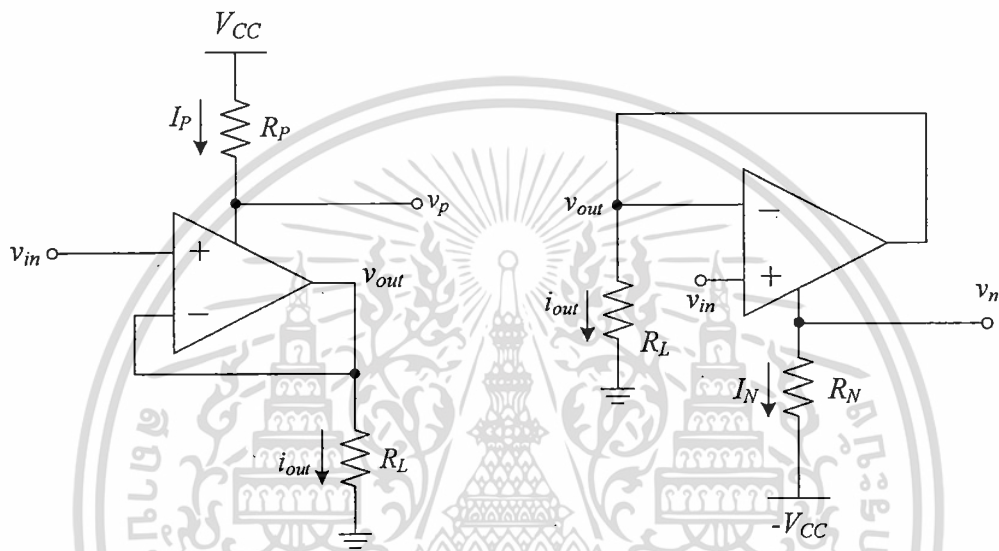 V_CC
I_P
R_P
v_p
v_in
+
−
v_out
i_out
R_L
v_out
−
+
v_in
i_out
R_L
v_n
I_N
R_N
-V_CC